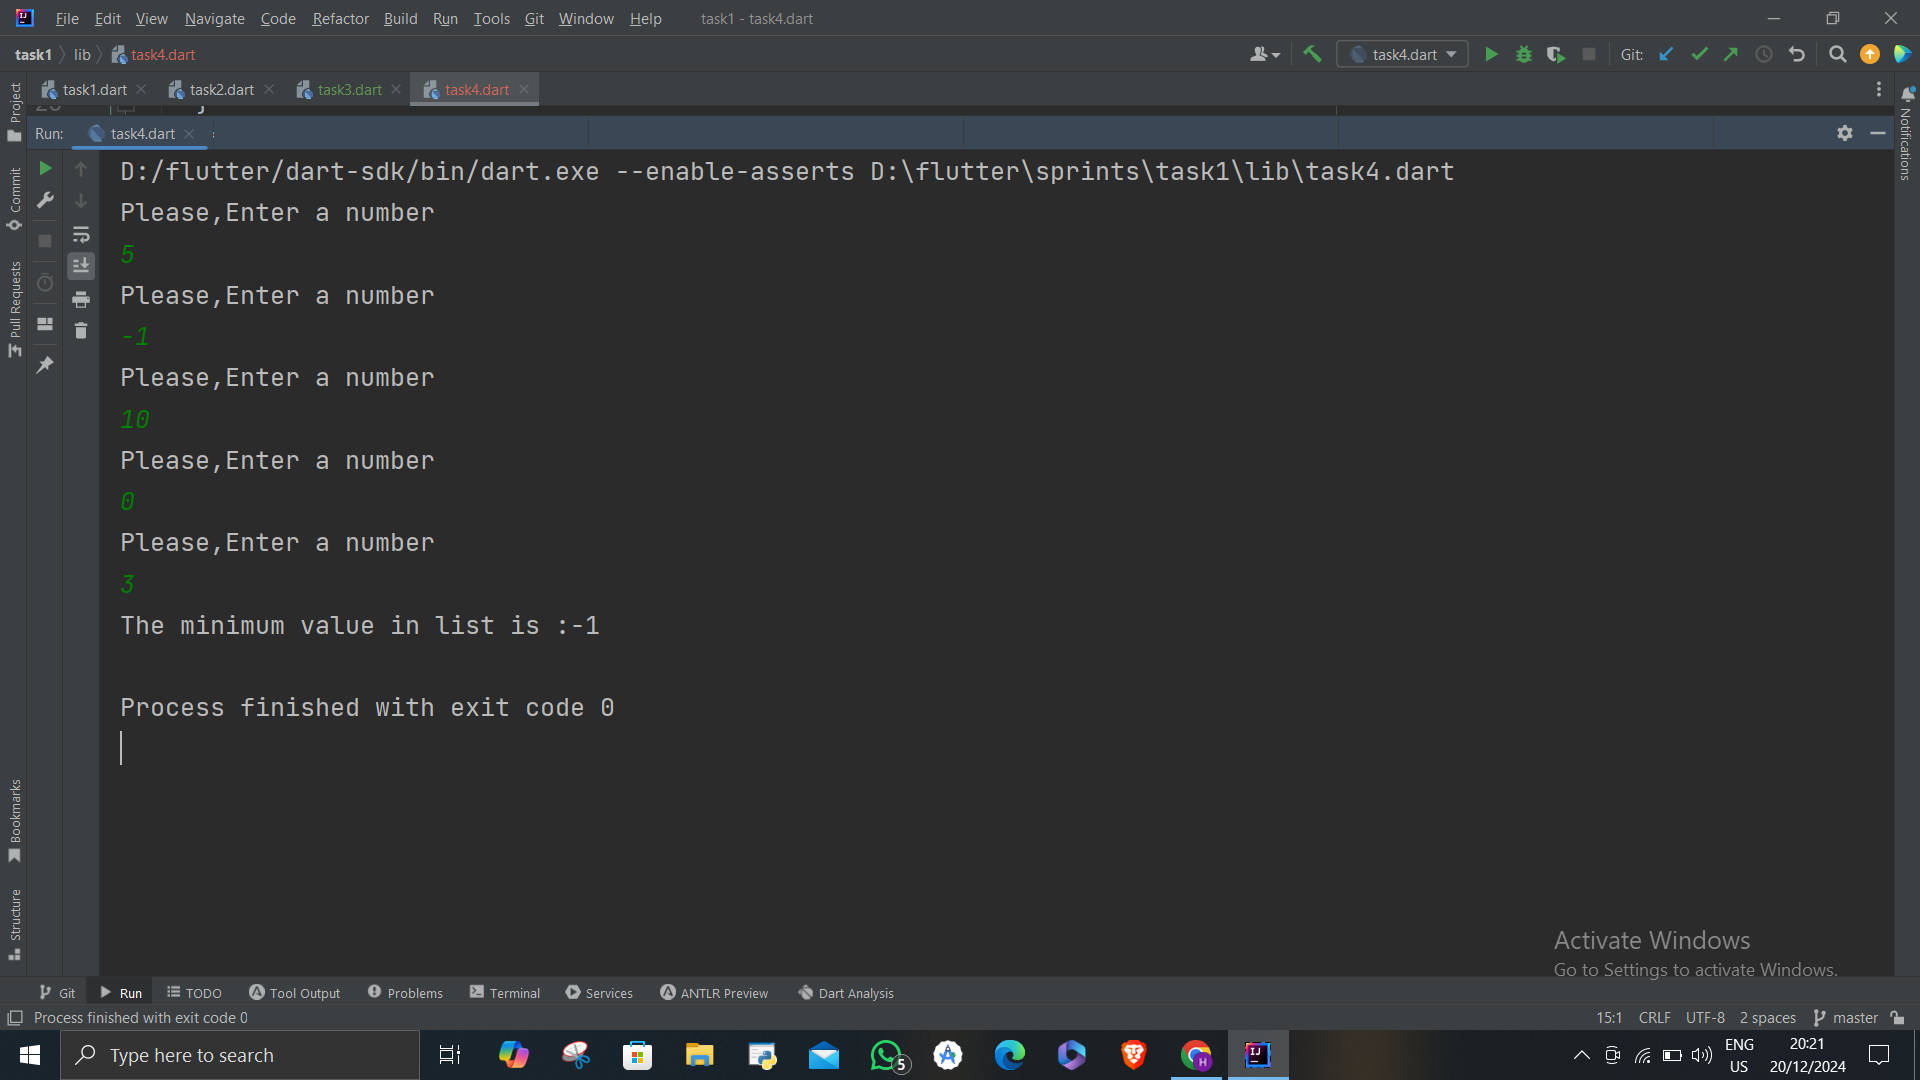 File Edit View Navigate Code Refactor Build Run Tools Git Window Help task1 - task4.dart
task1 lib task4.dart task4.dart Git:
task1.dart task2.dart task3.dart task4.dart
Run: task4.dart
Project
Commit
Pull Requests
Bookmarks
Structure
Notifications
D:/flutter/dart-sdk/bin/dart.exe --enable-asserts D:\flutter\sprints\task1\lib\task4.dart
Please,Enter a number
5
Please,Enter a number
-1
Please,Enter a number
10
Please,Enter a number
0
Please,Enter a number
3
The minimum value in list is :-1
Process finished with exit code 0
Activate Windows
Go to Settings to activate Windows.
Git Run TODO Tool Output Problems Terminal Services ANTLR Preview Dart Analysis
Process finished with exit code 0 15:1 CRLF UTF-8 2 spaces master
Type here to search 5 ENG 20:21
US 20/12/2024